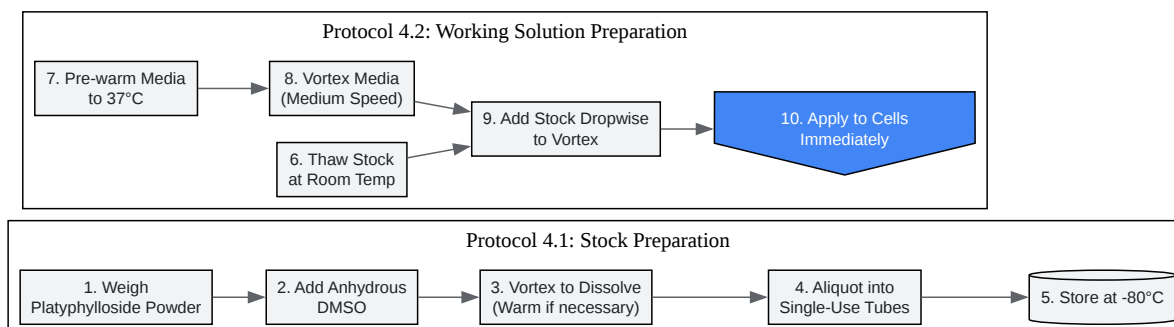 Protocol 4.2: Working Solution Preparation
7. Pre-warm Media
to 37°C
8. Vortex Media
(Medium Speed)
6. Thaw Stock
at Room Temp
9. Add Stock Dropwise
to Vortex
10. Apply to Cells
Immediately
Protocol 4.1: Stock Preparation
1. Weigh
Platyphylloside Powder
2. Add Anhydrous
DMSO
3. Vortex to Dissolve
(Warm if necessary)
4. Aliquot into
Single-Use Tubes
5. Store at -80°C